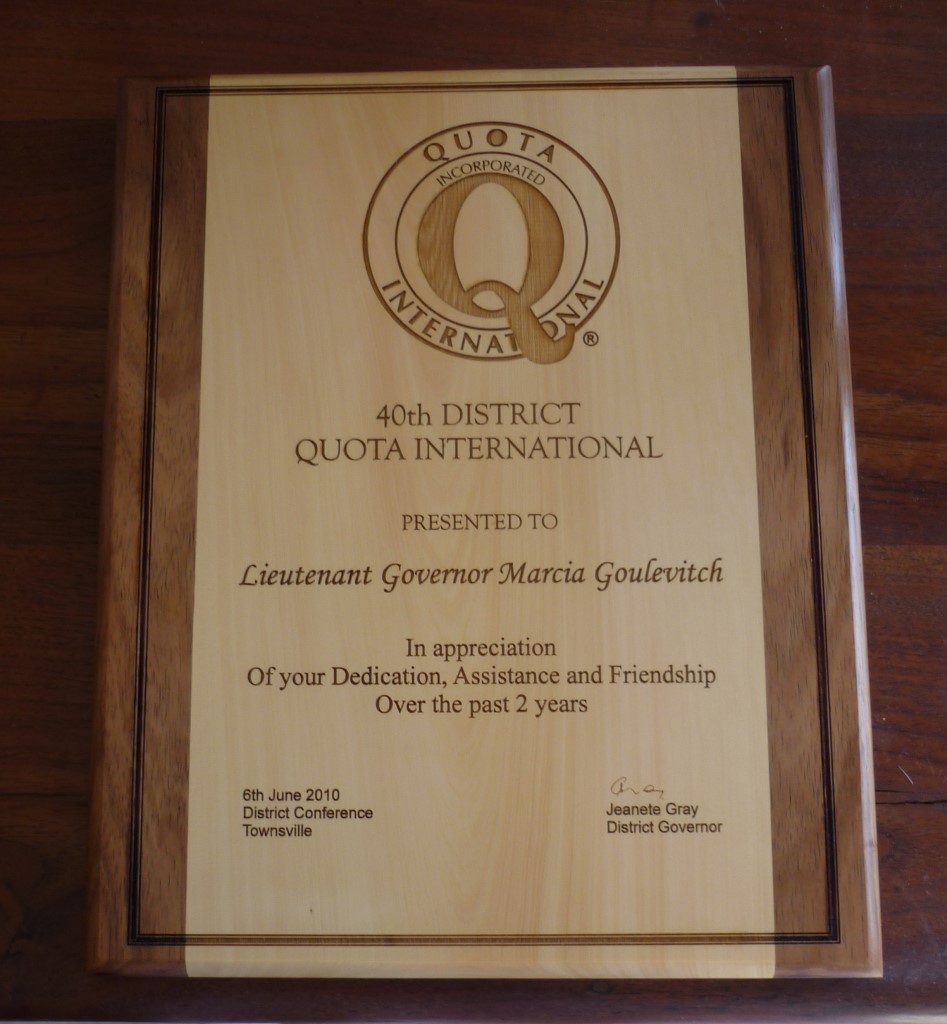 QUOTA
INCORPORATED
Q
INTERNATIONAL ®
40th DISTRICT
QUOTA INTERNATIONAL
PRESENTED TO
Lieutenant Governor Marcia Goulevitch
In appreciation
Of your Dedication, Assistance and Friendship
Over the past 2 years
6th June 2010
District Conference
Townsville
Jeanete Gray
District Governor